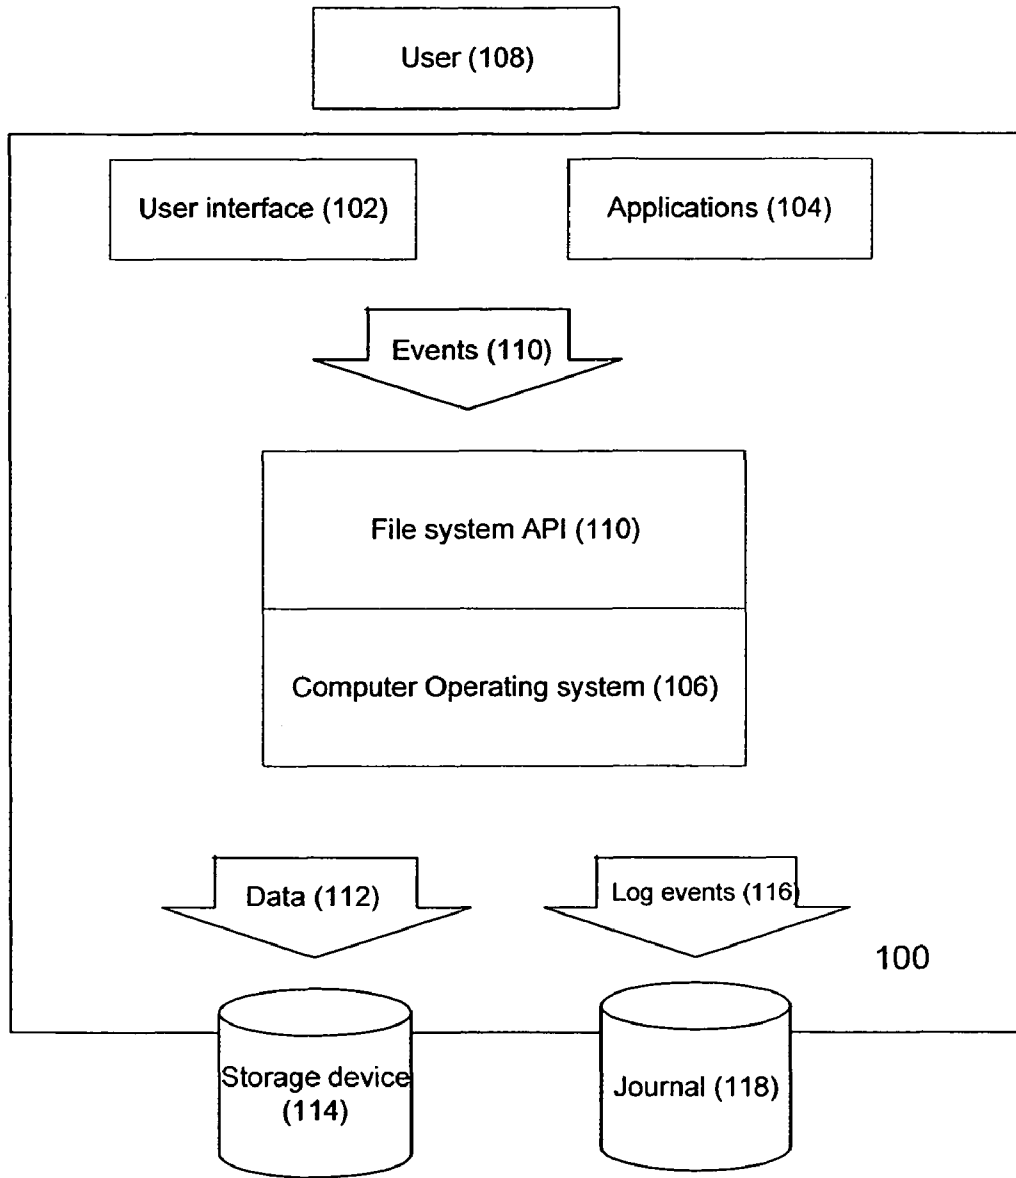 User (108)
User interface (102)
Applications (104)
Events (110)
File system API (110)
Computer Operating system (106)
Data (112)
Log events (116)
100
Storage device
(114)
Journal (118)